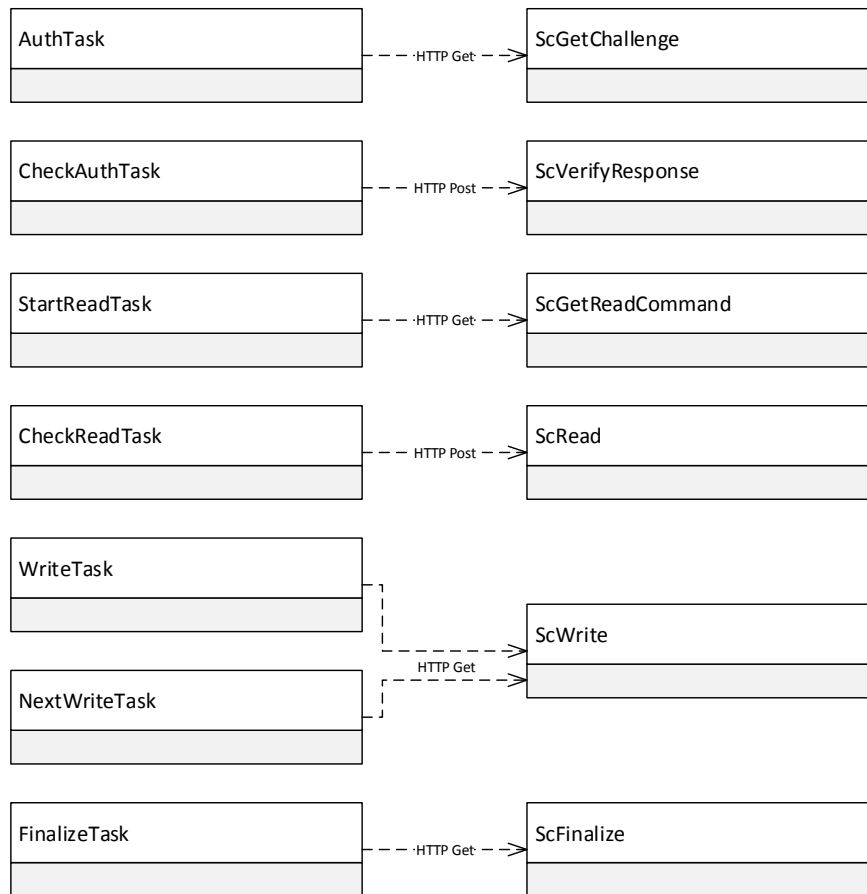 AuthTask
HTTP Get
ScGetChallenge
CheckAuthTask
HTTP Post
ScVerifyResponse
StartReadTask
HTTP Get
ScGetReadCommand
CheckReadTask
HTTP Post
ScRead
WriteTask
ScWrite
HTTP Get
NextWriteTask
FinalizeTask
HTTP Get
ScFinalize